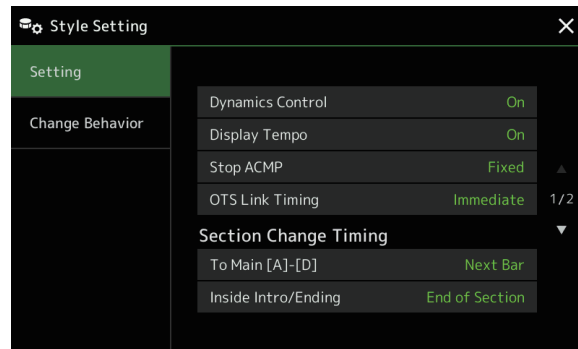 Style Setting
Setting
Change Behavior
Dynamics Control On
Display Tempo On
Stop ACMP Fixed
OTS Link Timing Immediate
1/2
Section Change Timing
To Main [A]-[D] Next Bar
Inside Intro/Ending End of Section